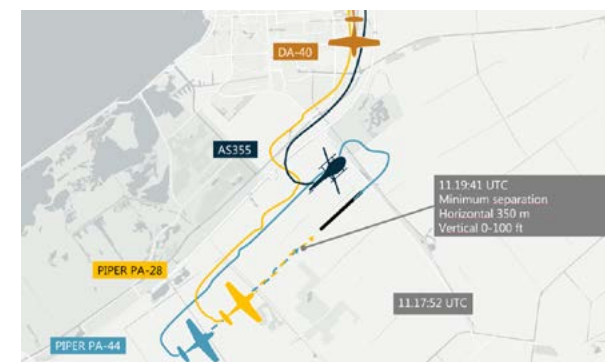 DA-40
AS355
11.19:41 UTC
Minimum separation
Horizontal 350 m
Vertical 0-100 ft
PIPER PA-28
11.17:52 UTC
PIPER PA-44